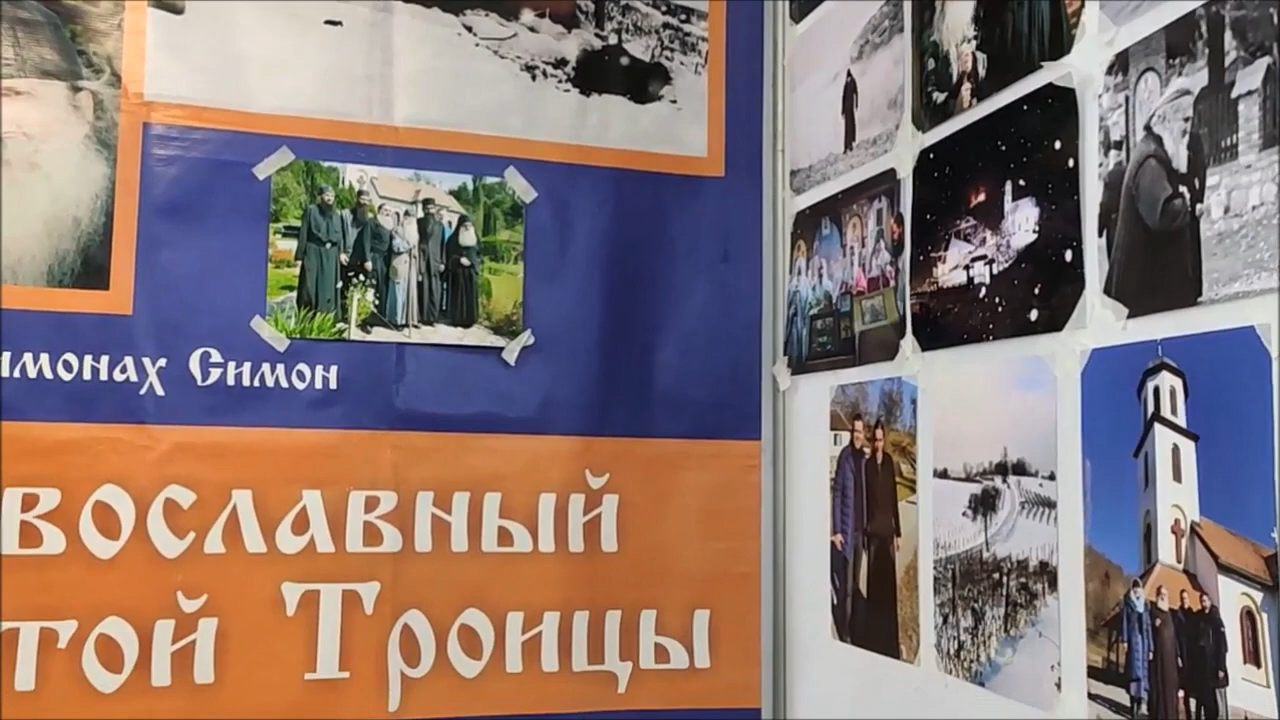 имонах Симон
вославный
той Троицы